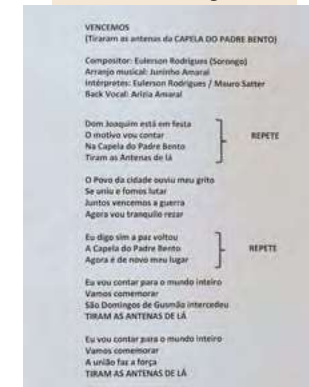 VENCEMOS
(Tiraram as antenas da CAPELA DO PADRE BENTO)
Compositor: Eulerson Rodrigues (Sorongo)
Arranjo musical: Juninho Amaral
Intérpretes: Eulerson Rodrigues / Mauro Satter
Back Vocal: Arízia Amaral
Dom Joaquim está em festa
O motivo vou contar
Na Capela do Padre Bento
Tiram as Antenas de lá
REPETE
O Povo da cidade ouviu meu grito
Se uniu e fomos lutar
Juntos vencemos a guerra
Agora vou tranquilo rezar
Eu digo sim a paz voltou
A Capela do Padre Bento
Agora é de novo meu lugar
REPETE
Eu vou contar para o mundo inteiro
Vamos comemorar
São Domingos de Gusmão intercedeu
TIRAM AS ANTENAS DE LÁ
Eu vou contar para o mundo inteiro
Vamos comemorar
A união faz a força
TIRAM AS ANTENAS DE LÁ